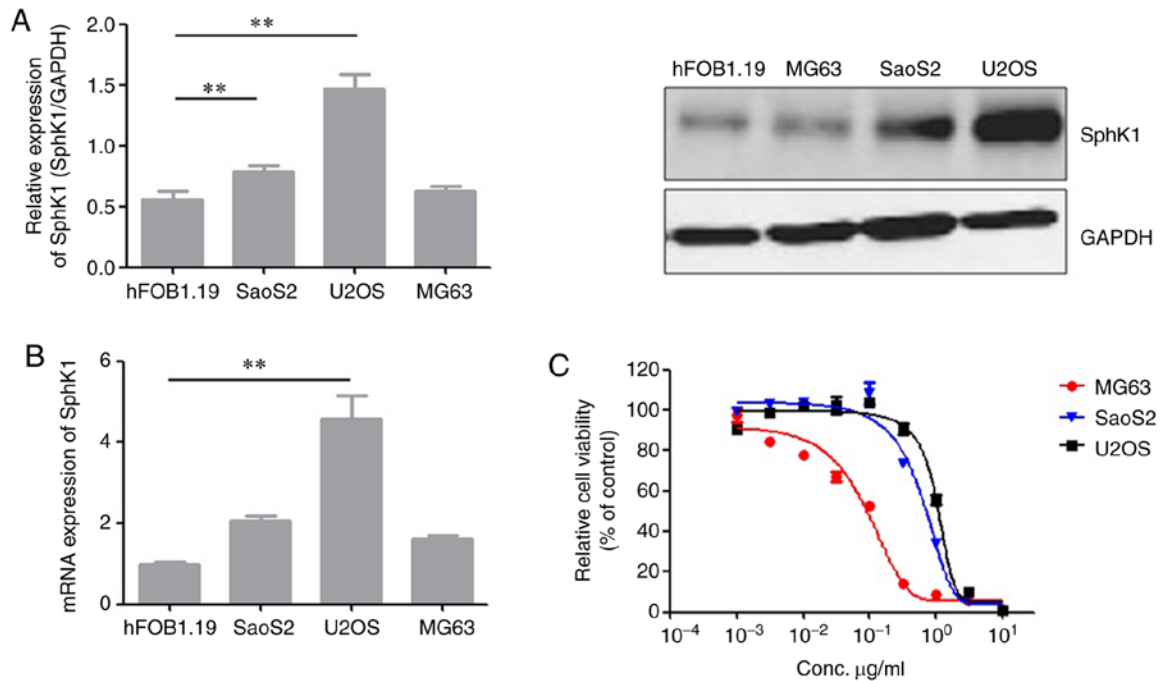 A
Relative expression
of SphK1 (SphK1/GAPDH)
2.0
1.5
1.0
0.5
0.0
**
**
hFOB1.19 SaoS2 U2OS MG63
hFOB1.19 MG63 SaoS2 U2OS
SphK1
GAPDH
B
mRNA expression of SphK1
6
4
2
0
**
hFOB1.19 SaoS2 U2OS MG63
C
Relative cell viability
(% of control)
120
100
80
60
40
20
0
10⁻⁴ 10⁻³ 10⁻² 10⁻¹ 10⁰ 10¹
Conc. µg/ml
MG63
SaoS2
U2OS